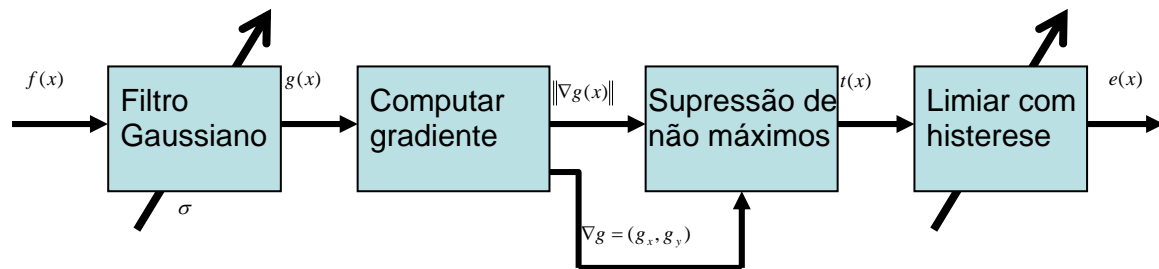 f(x)
Filtro
Gaussiano
σ
g(x)
Computar
gradiente
‖∇g(x)‖
∇g = (g_x, g_y)
Supressão de
não máximos
t(x)
Limiar com
histerese
e(x)